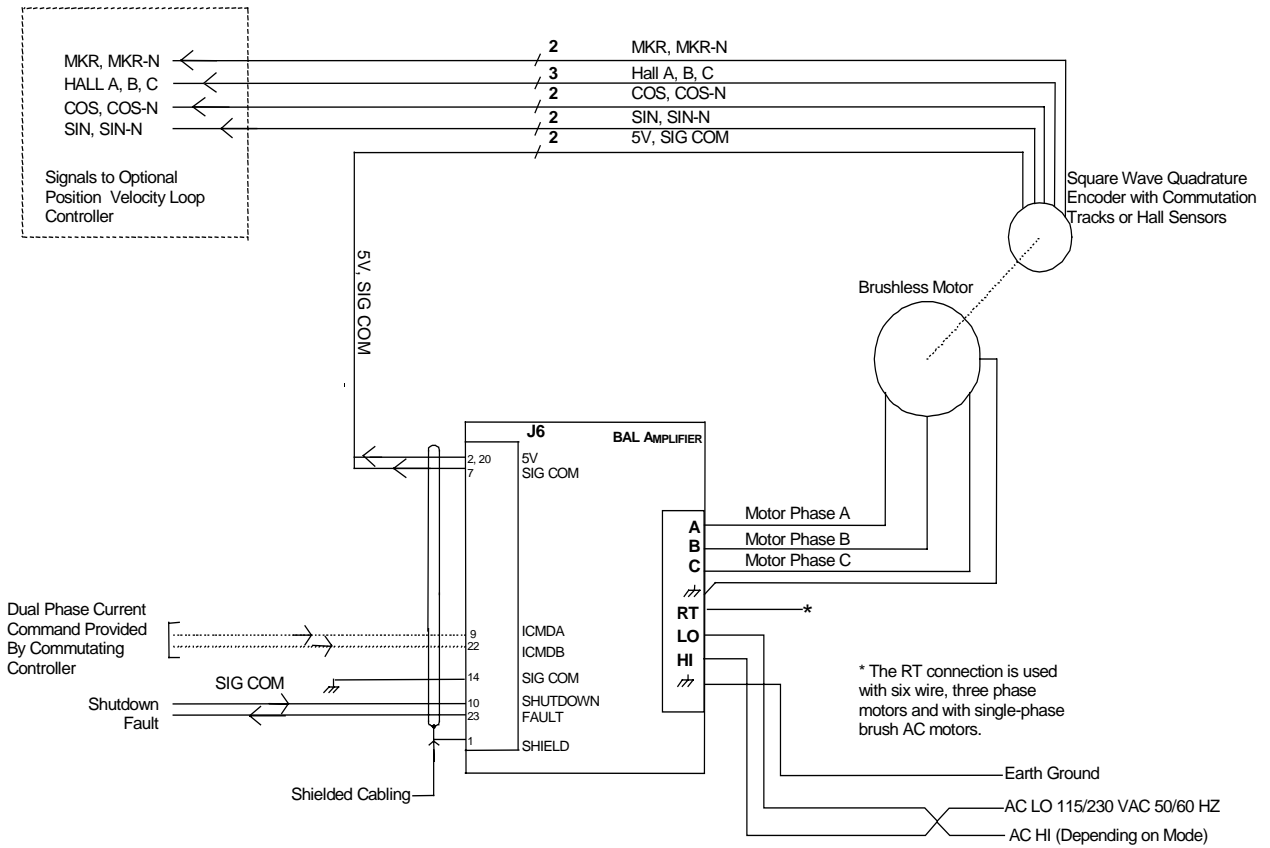 2 MKR, MKR-N
MKR, MKR-N
3 Hall A, B, C
HALL A, B, C
2 COS, COS-N
COS, COS-N
2 SIN, SIN-N
SIN, SIN-N
2 5V, SIG COM
Signals to Optional
Position Velocity Loop
Controller
Square Wave Quadrature
Encoder with Commutation
Tracks or Hall Sensors
5V, SIG COM
Brushless Motor
J6
BAL AMPLIFIER
2, 20 5V
7 SIG COM
A Motor Phase A
B Motor Phase B
C Motor Phase C
RT *
LO
HI
Dual Phase Current
Command Provided
By Commutating
Controller
9 ICMDA
22 ICMDB
SIG COM
14 SIG COM
Shutdown
10 SHUTDOWN
Fault
23 FAULT
1 SHIELD
Shielded Cabling
* The RT connection is used
with six wire, three phase
motors and with single-phase
brush AC motors.
Earth Ground
AC LO 115/230 VAC 50/60 HZ
AC HI (Depending on Mode)